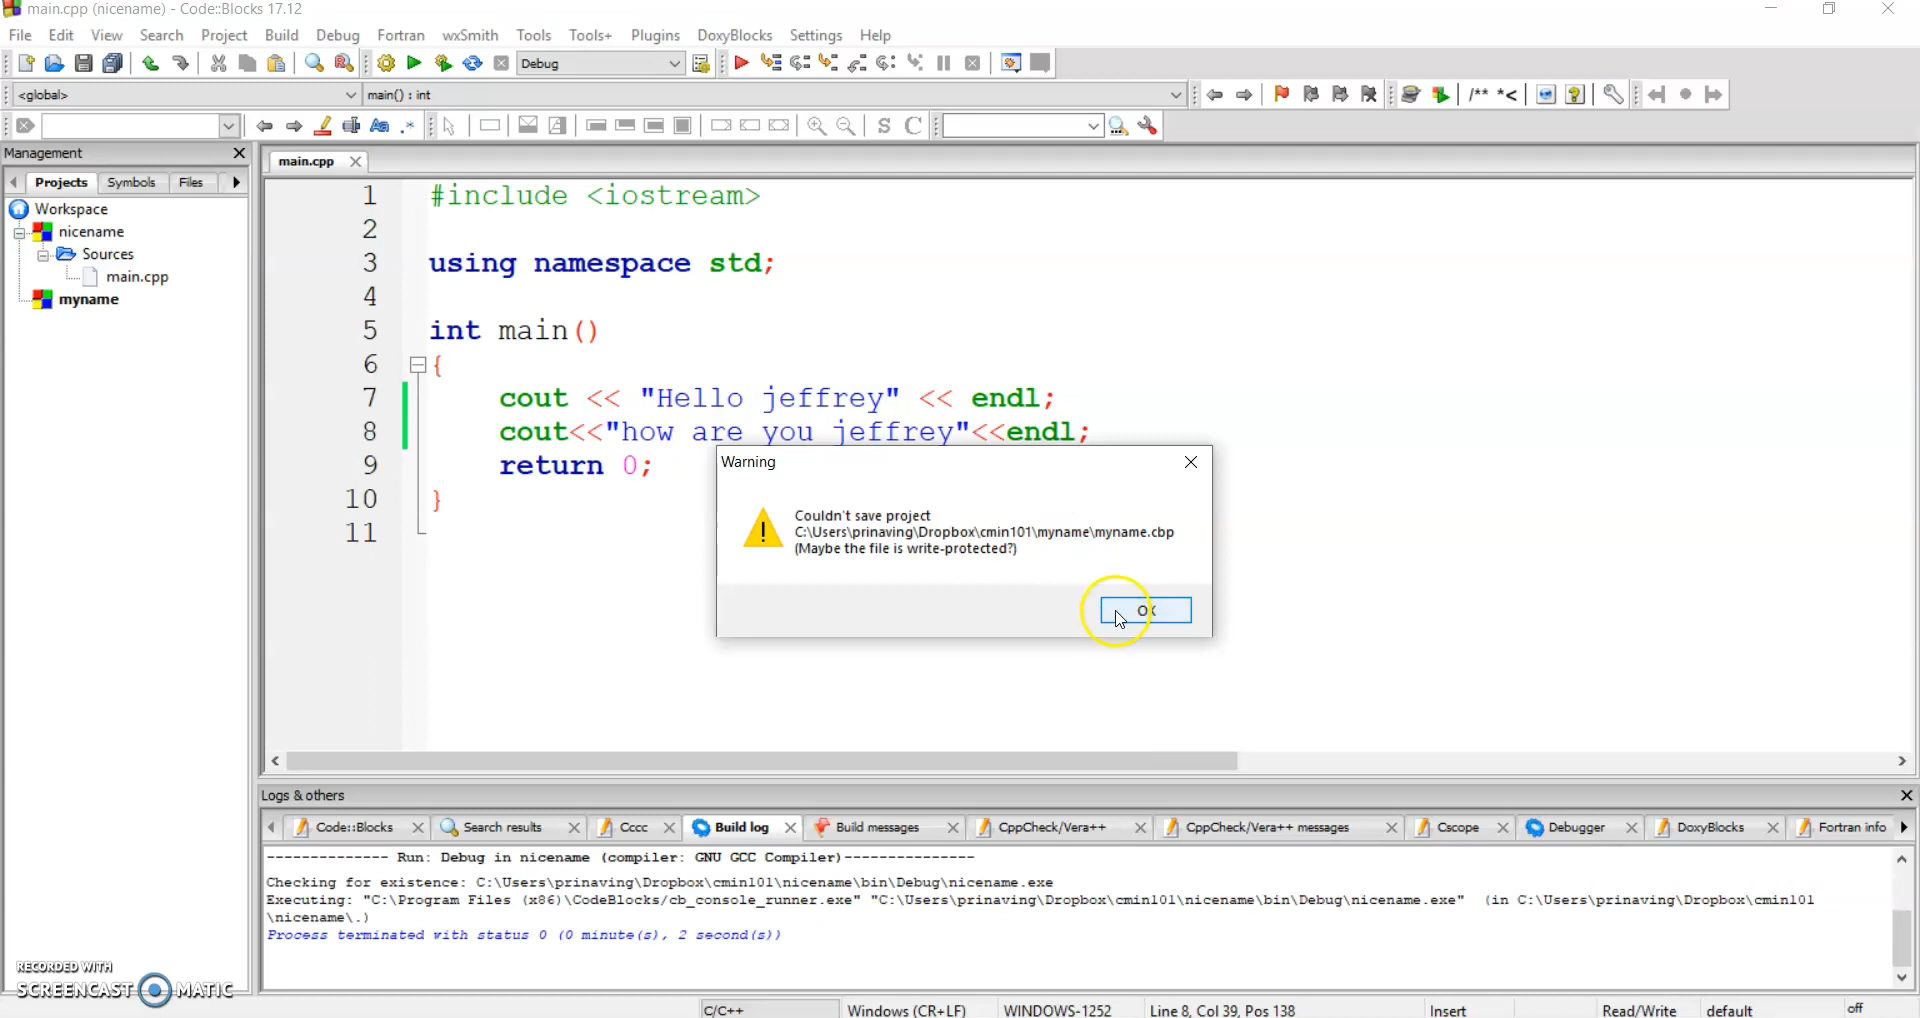 main.cpp (nicename) - Code::Blocks 17.12
File Edit View Search Project Build Debug Fortran wxSmith Tools Tools+ Plugins DoxyBlocks Settings Help
Debug
<global> main() : int
/** *<
Aa .* S C
Management
main.cpp
Projects Symbols Files
Workspace
nicename
Sources
main.cpp
myname
1 #include <iostream>
2
3 using namespace std;
4
5 int main()
6 {
7 cout << "Hello jeffrey" << endl;
8 cout<<"how are you jeffrey"<<endl;
9 return 0;
10 }
11
Warning
Couldn't save project
C:\Users\prinaving\Dropbox\cmin101\myname\myname.cbp
(Maybe the file is write-protected?)
OK
Logs & others
Code::Blocks Search results Cccc Build log Build messages CppCheck/Vera++ CppCheck/Vera++ messages Cscope Debugger DoxyBlocks Fortran info
-------------- Run: Debug in nicename (compiler: GNU GCC Compiler)---------------
Checking for existence: C:\Users\prinaving\Dropbox\cmin101\nicename\bin\Debug\nicename.exe
Executing: "C:\Program Files (x86)\CodeBlocks/cb_console_runner.exe" "C:\Users\prinaving\Dropbox\cmin101\nicename\bin\Debug\nicename.exe" (in C:\Users\prinaving\Dropbox\cmin101
\nicename\.)
Process terminated with status 0 (0 minute(s), 2 second(s))
RECORDED WITH
SCREENCAST MATIC
C/C++ Windows (CR+LF) WINDOWS-1252 Line 8, Col 39, Pos 138 Insert Read/Write default off